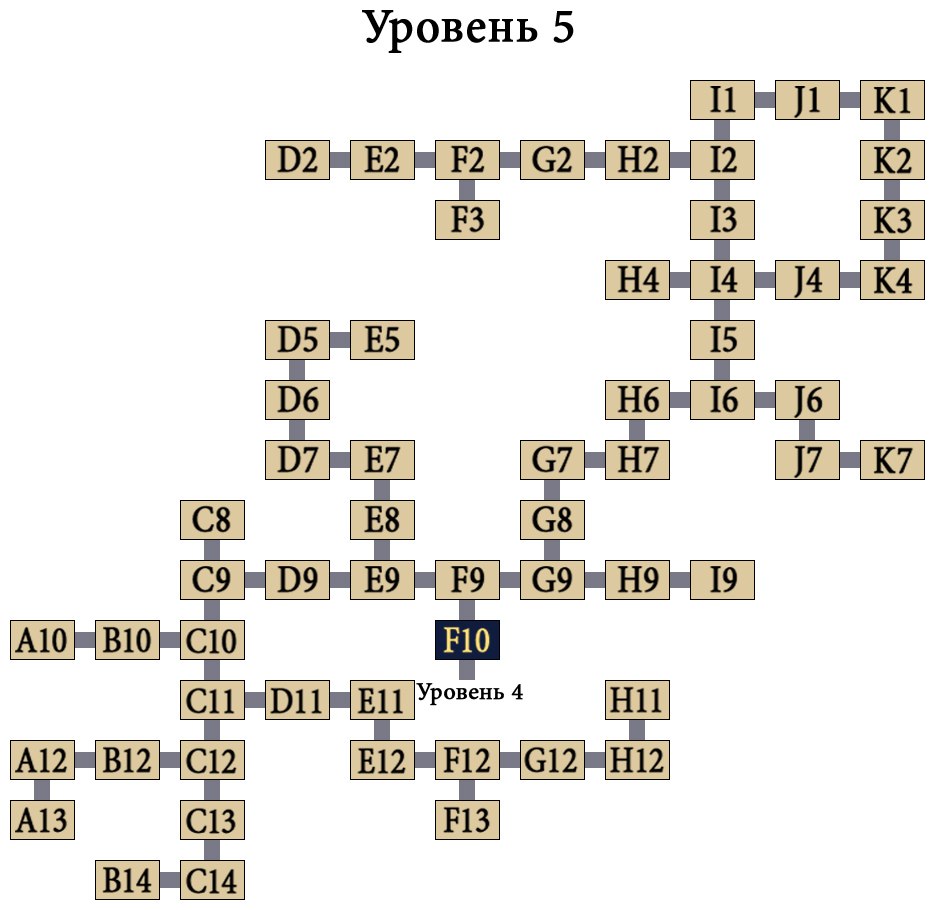 Уровень 5
I1 J1 K1
D2 E2 F2 G2 H2 I2 K2
F3 I3 K3
H4 I4 J4 K4
D5 E5 I5
D6 H6 I6 J6
D7 E7 G7 H7 J7 K7
C8 E8 G8
C9 D9 E9 F9 G9 H9 I9
A10 B10 C10 F10
Уровень 4
C11 D11 E11 H11
A12 B12 C12 E12 F12 G12 H12
A13 C13 F13
B14 C14